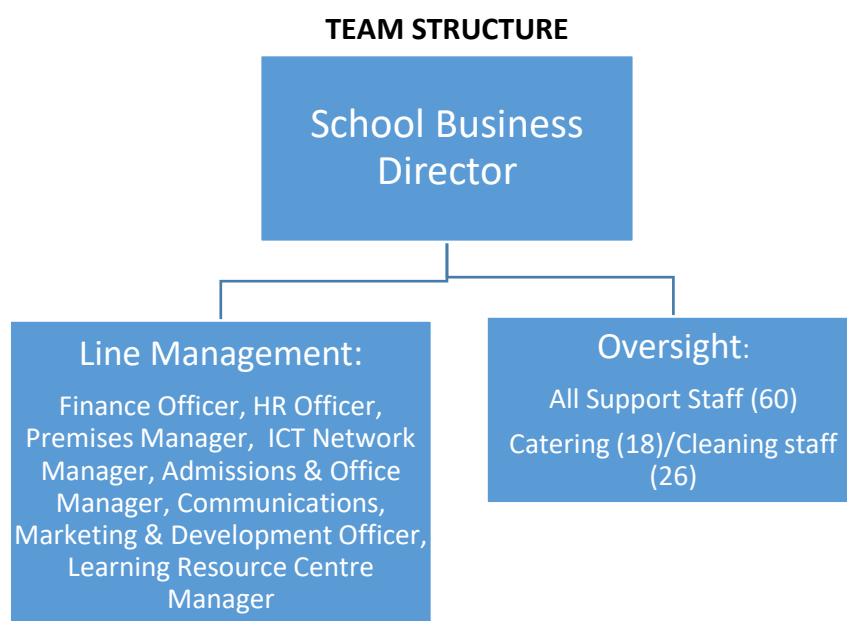 TEAM STRUCTURE
School Business
Director
Line Management:
Finance Officer, HR Officer,
Premises Manager, ICT Network
Manager, Admissions & Office
Manager, Communications,
Marketing & Development Officer,
Learning Resource Centre
Manager
Oversight:
All Support Staff (60)
Catering (18)/Cleaning staff
(26)